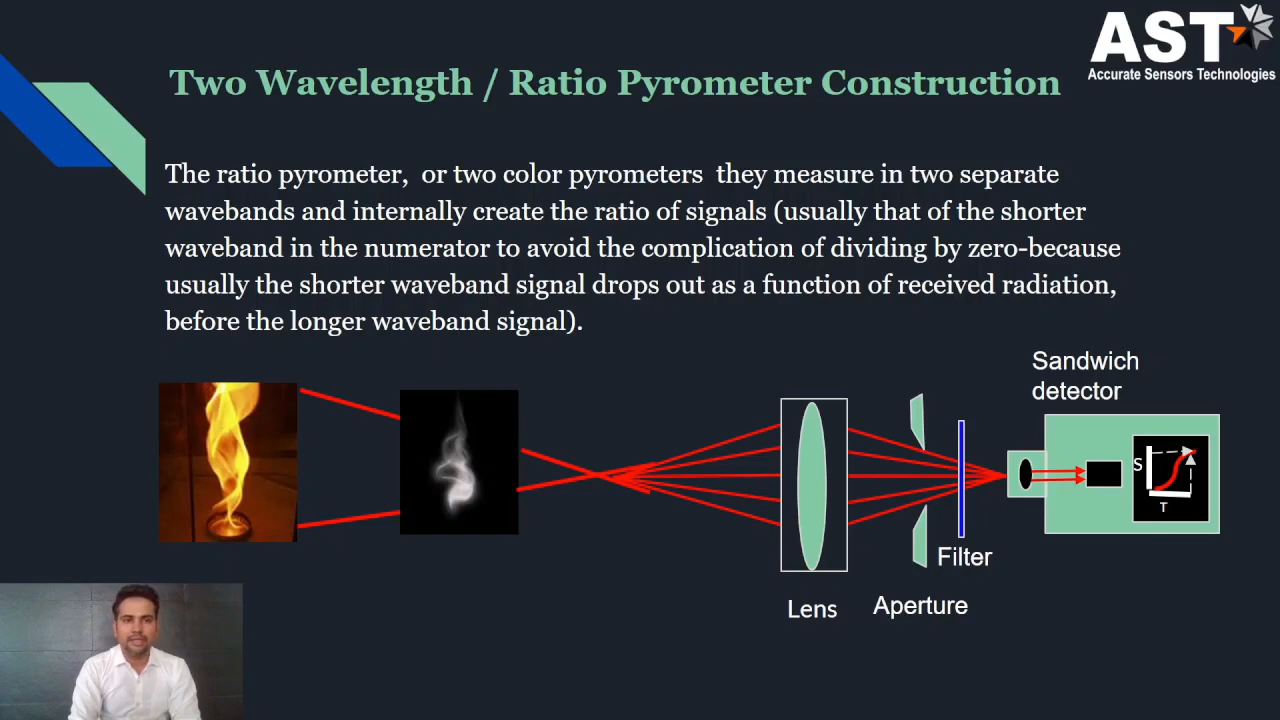 AST
Accurate Sensors Technologies
Two Wavelength / Ratio Pyrometer Construction
The ratio pyrometer, or two color pyrometers they measure in two separate
wavebands and internally create the ratio of signals (usually that of the shorter
waveband in the numerator to avoid the complication of dividing by zero-because
usually the shorter waveband signal drops out as a function of received radiation,
before the longer waveband signal).
Sandwich
detector
S
T
Filter
Lens
Aperture